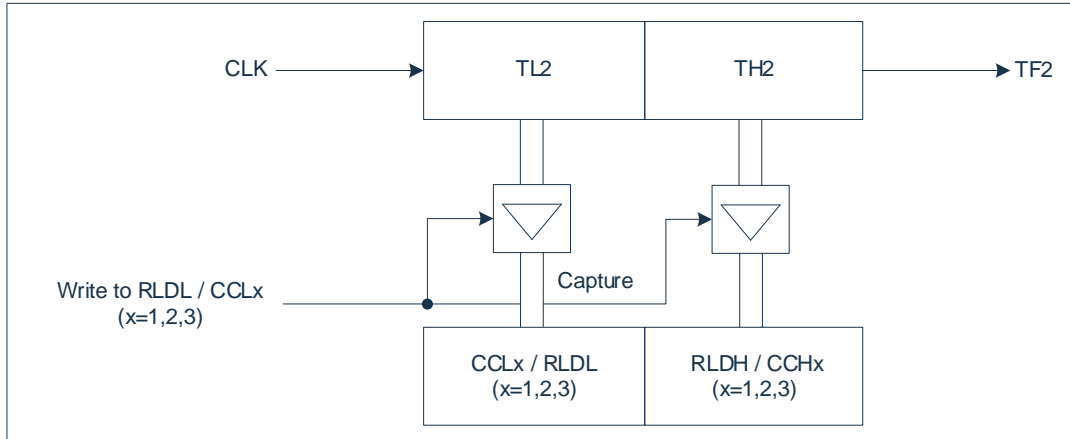 CLK
TL2
TH2
TF2
Write to RLDL / CCLx
(x=1,2,3)
Capture
CCLx / RLDL
(x=1,2,3)
RLDH / CCHx
(x=1,2,3)